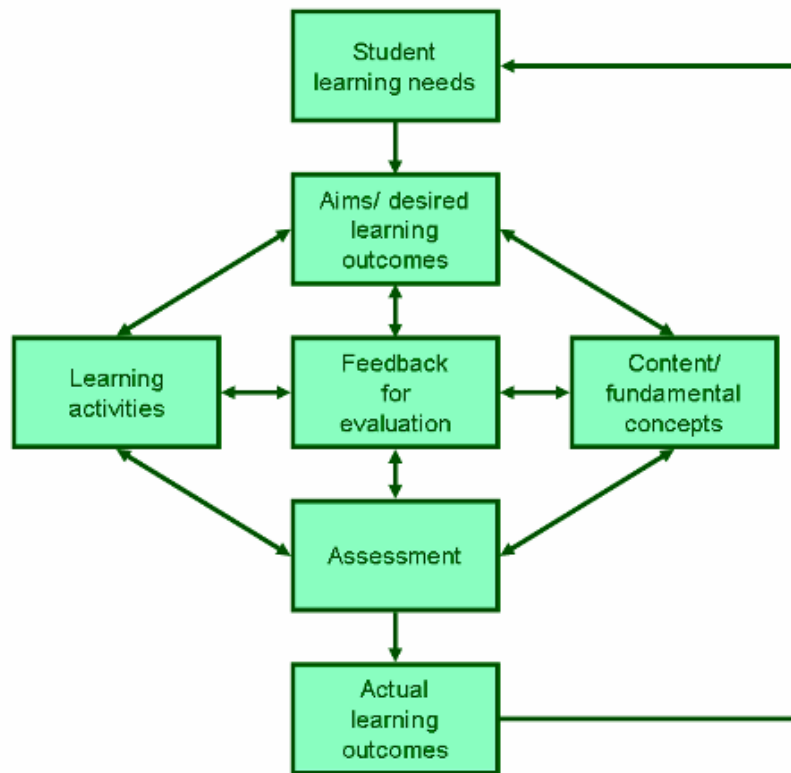 Student
learning needs
Aims/ desired
learning
outcomes
Learning
activities
Feedback
for
evaluation
Content/
fundamental
concepts
Assessment
Actual
learning
outcomes